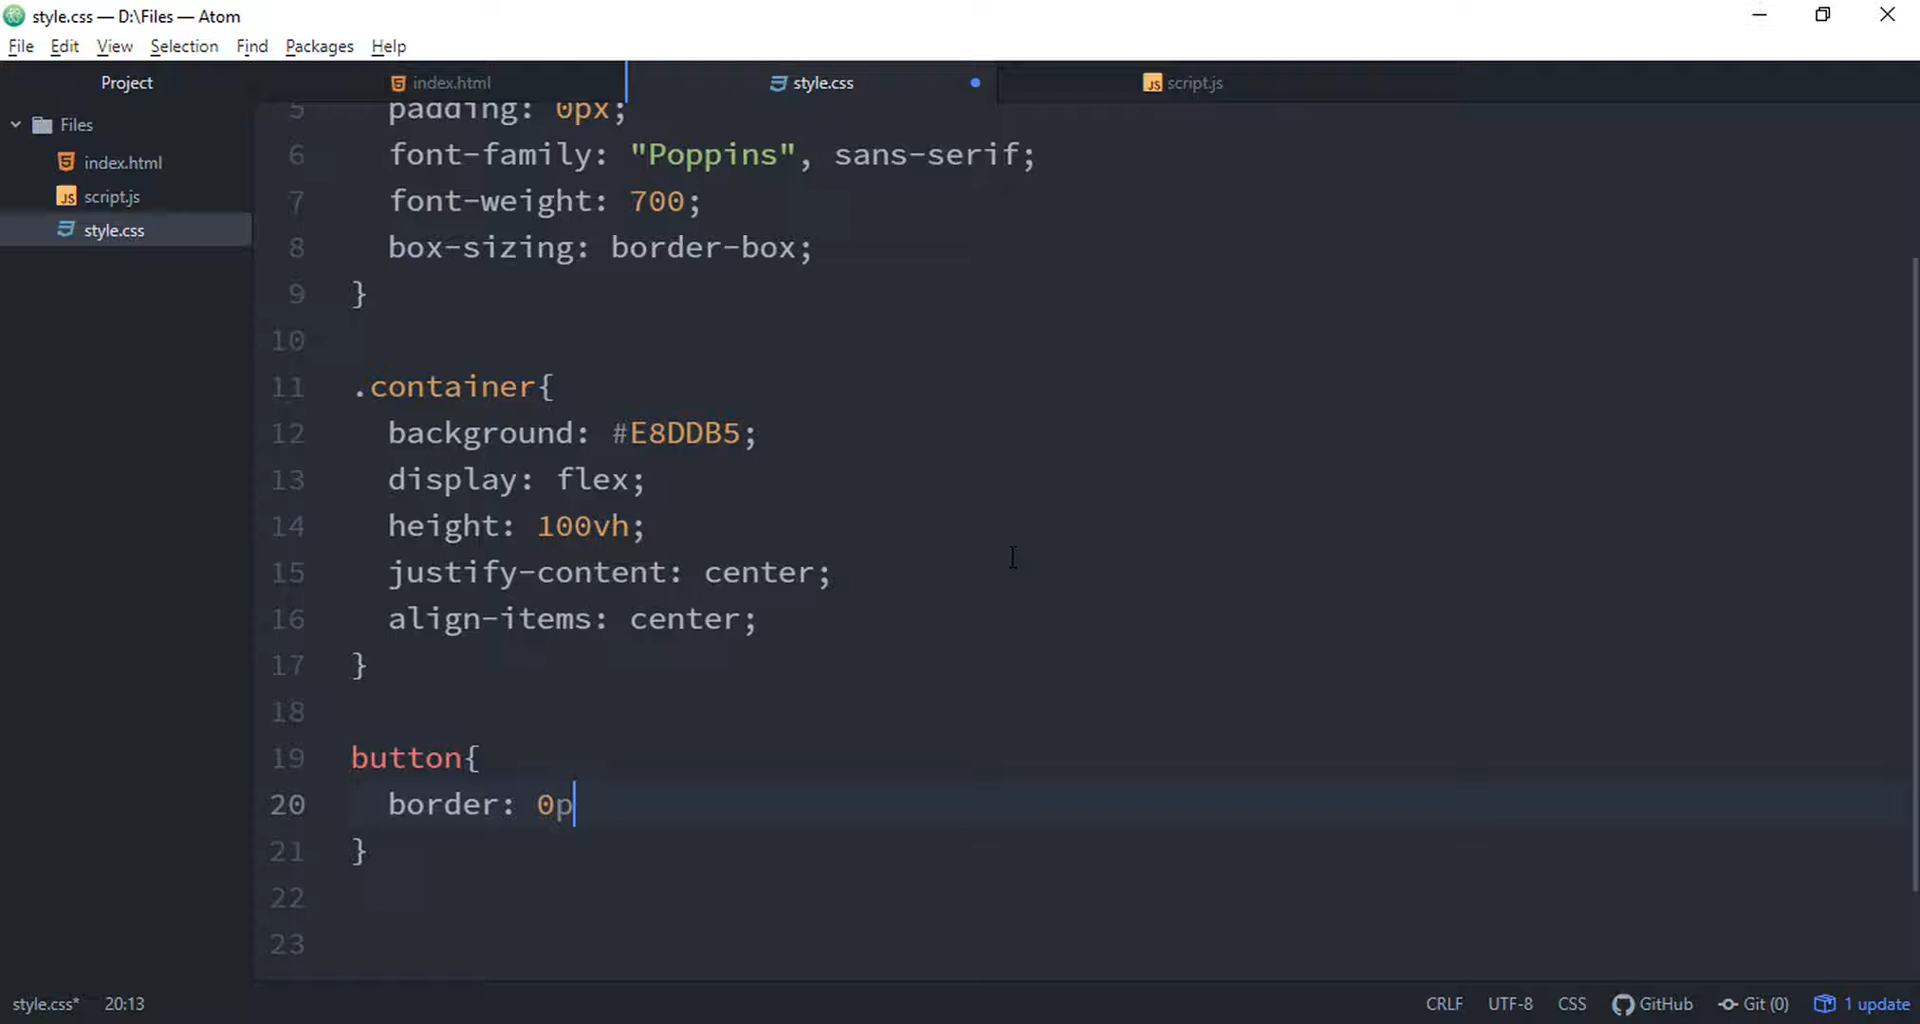 style.css — D:\Files — Atom
File Edit View Selection Find Packages Help
Project index.html style.css script.js
Files
index.html
script.js
style.css
5 padding: 0px;
6 font-family: "Poppins", sans-serif;
7 font-weight: 700;
8 box-sizing: border-box;
9 }
10
11 .container{
12 background: #E8DDB5;
13 display: flex;
14 height: 100vh;
15 justify-content: center;
16 align-items: center;
17 }
18
19 button{
20 border: 0p
21 }
22
23
style.css* 20:13 CRLF UTF-8 CSS GitHub Git (0) 1 update